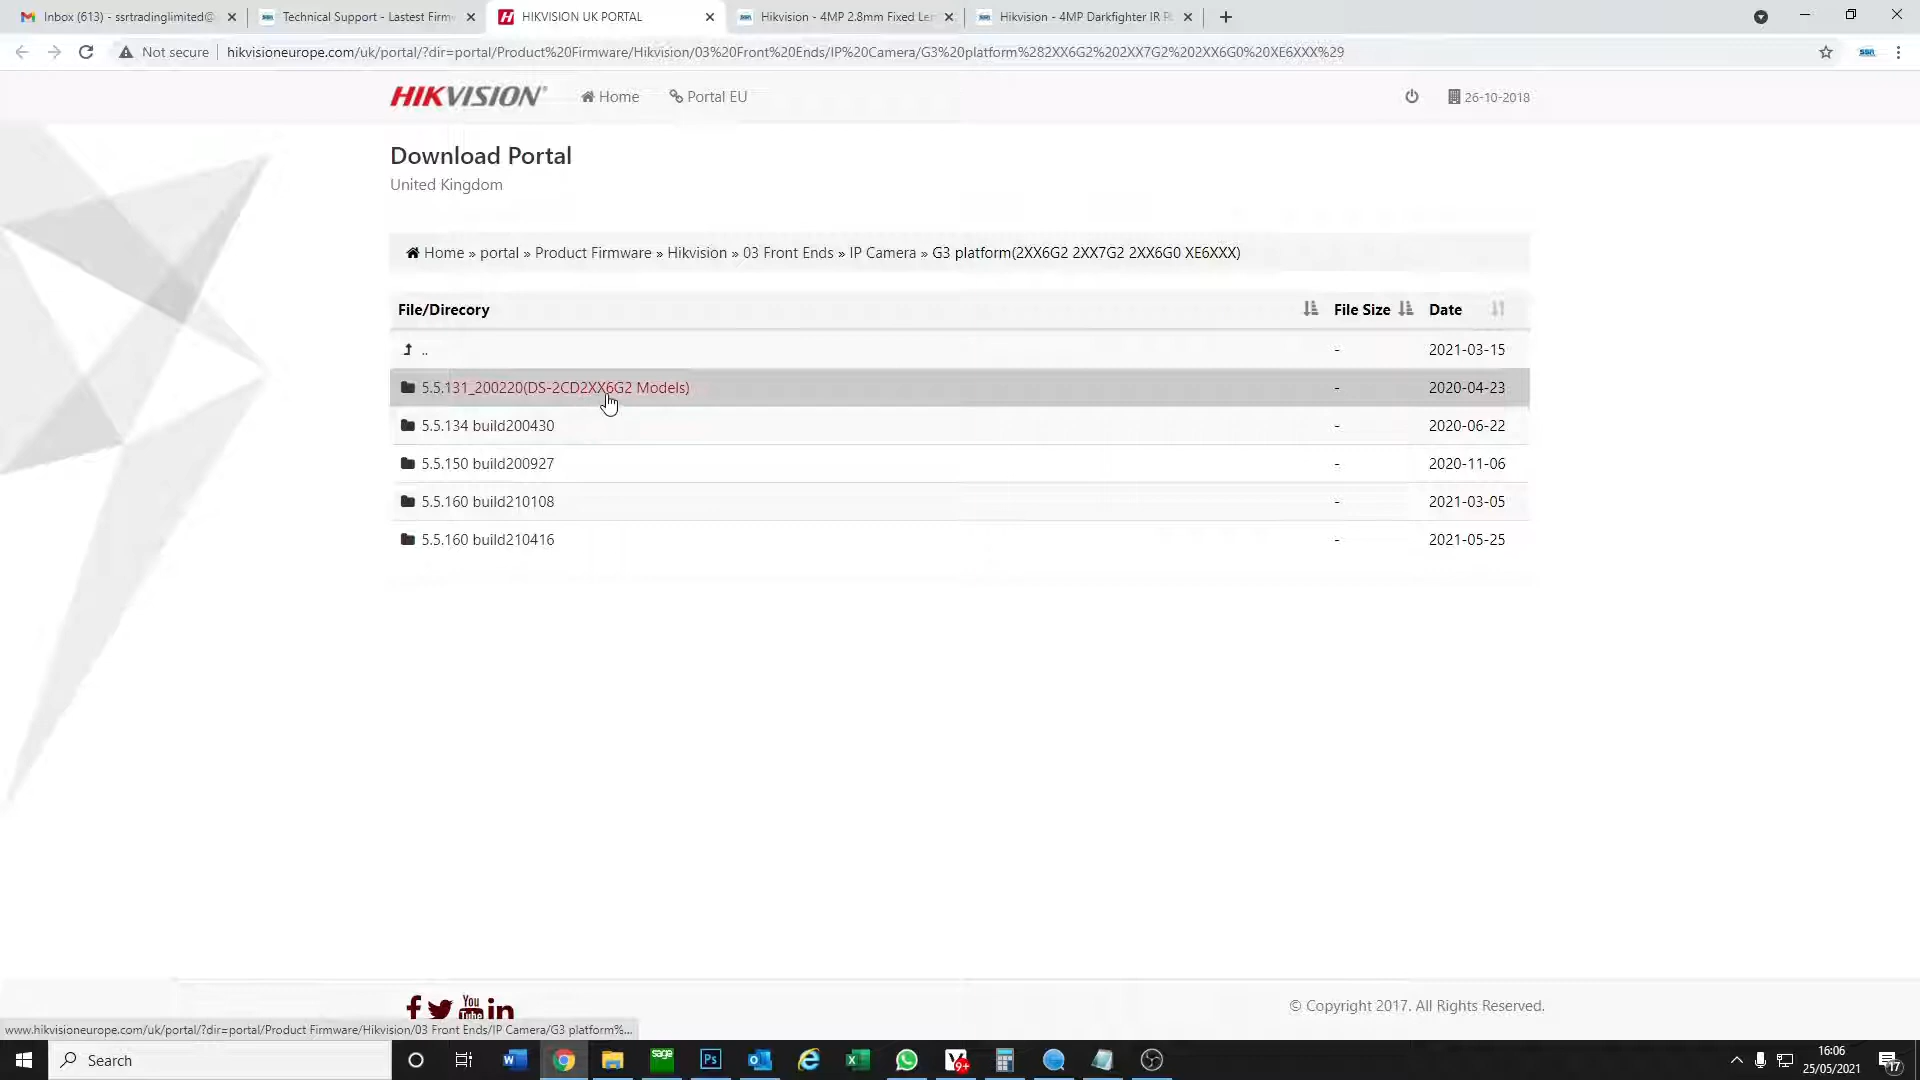 Inbox (613) - ssrtradinglimited@
Technical Support - Lastest Firm
HIKVISION UK PORTAL
Hikvision - 4MP 2.8mm Fixed Le
Hikvision - 4MP Darkfighter IR
Not secure
hikvisioneurope.com/uk/portal/?dir=portal/Product%20Firmware/Hikvision/03%20Front%20Ends/IP%20Camera/G3%20platform%282XX6G2%202XX7G2%202XX6G0%20XE6XXX%29
ssn
HIKVISION®
Home
Portal EU
26-10-2018
Download Portal
United Kingdom
Home » portal » Product Firmware » Hikvision » 03 Front Ends » IP Camera » G3 platform(2XX6G2 2XX7G2 2XX6G0 XE6XXX)
File/Direcory File Size Date
.. - 2021-03-15
5.5.131_200220(DS-2CD2XX6G2 Models) - 2020-04-23
5.5.134 build200430 - 2020-06-22
5.5.150 build200927 - 2020-11-06
5.5.160 build210108 - 2021-03-05
5.5.160 build210416 - 2021-05-25
You
© Copyright 2017. All Rights Reserved.
www.hikvisioneurope.com/uk/portal/?dir=portal/Product Firmware/Hikvision/03 Front Ends/IP Camera/G3 platform%...
Search
sage
Ps
9+
16:06
25/05/2021
17